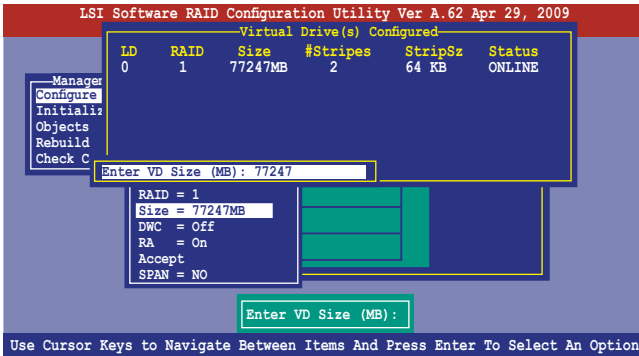 LSI Software RAID Configuration Utility Ver A.62 Apr 29, 2009
Virtual Drive(s) Configured
LD RAID Size #Stripes StripSz Status
0 1 77247MB 2 64 KB ONLINE
Configure
Objects
Rebuild
Check C
Enter VD Size (MB): 77247
RAID = 1
Size = 77247MB
DWC = Off
RA = On
Accept
SPAN = NO
Enter VD Size (MB):
Use Cursor Keys to Navigate Between Items And Press Enter To Select An Option